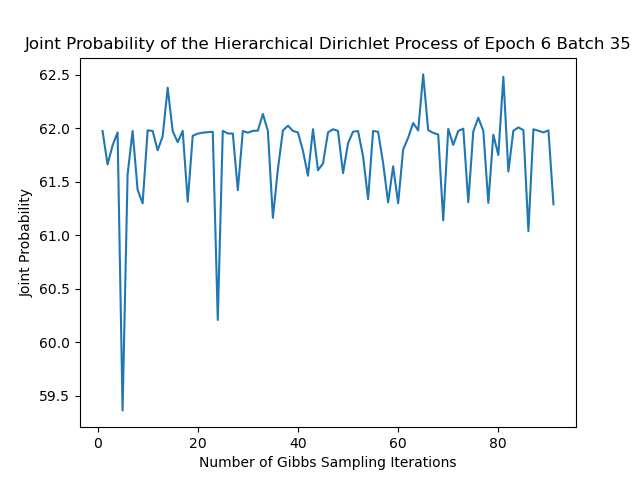 Joint Probability of the Hierarchical Dirichlet Process of Epoch 6 Batch 35
62.5
62.0
61.5
61.0
60.5
60.0
59.5
Joint Probability
0 20 40 60 80
Number of Gibbs Sampling Iterations